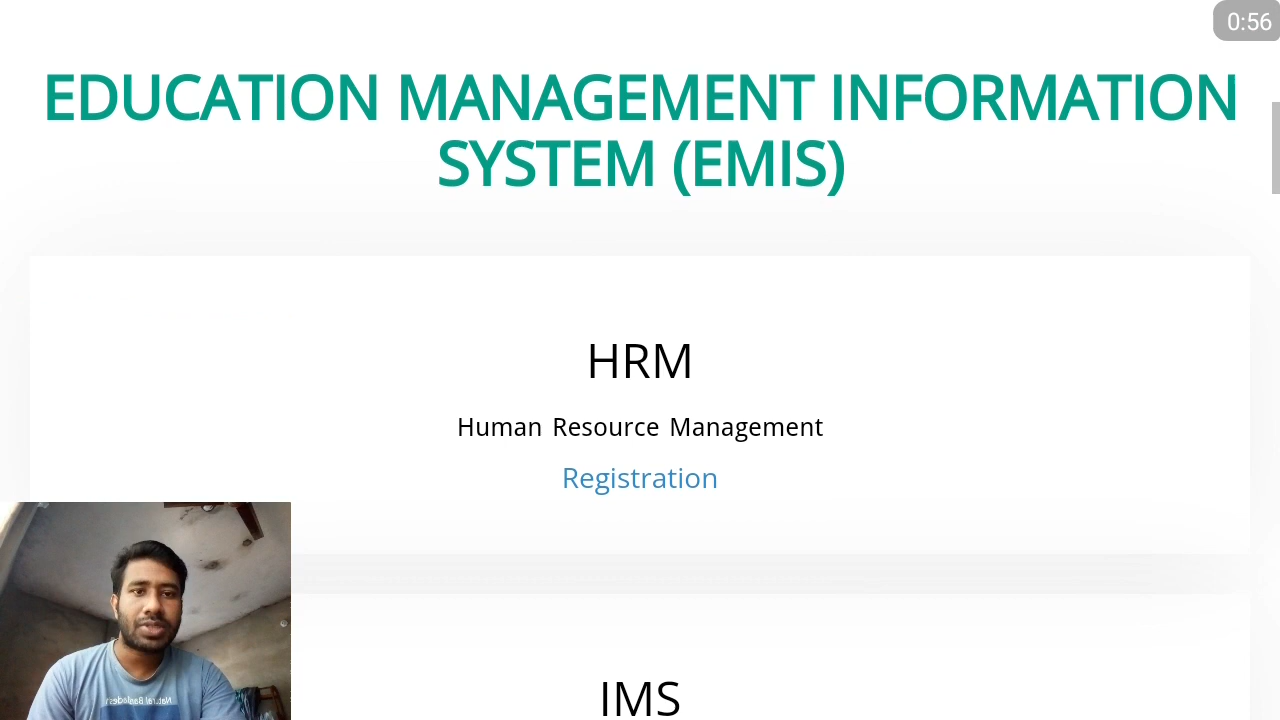 0:56
EDUCATION MANAGEMENT INFORMATION
SYSTEM (EMIS)
HRM
Human Resource Management
Registration
IMS